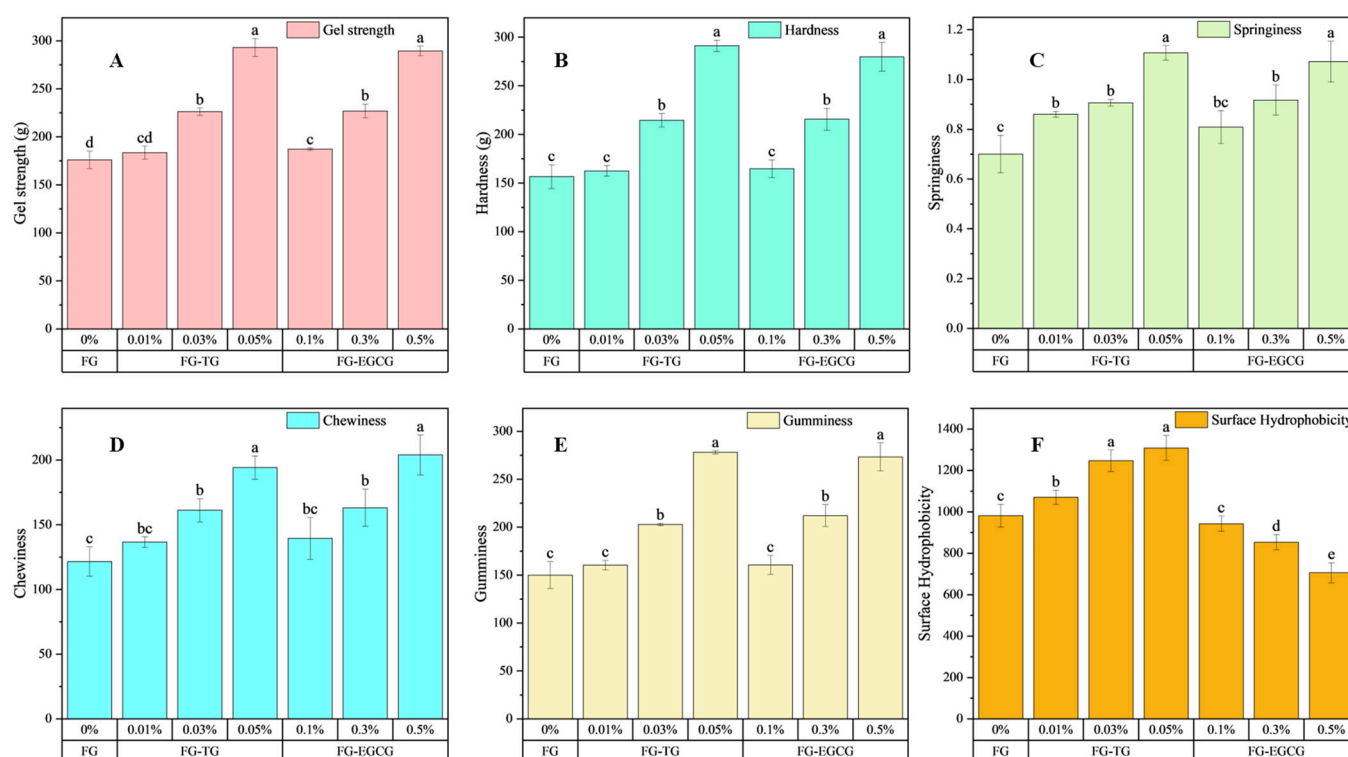 Gel strength
A
Gel strength (g)
300
250
200
150
100
50
0
d
cd
b
a
c
b
a
0%
0.01%
0.03%
0.05%
0.1%
0.3%
0.5%
FG
FG-TG
FG-EGCG
Hardness
B
Hardness (g)
300
250
200
150
100
50
0
c
c
b
a
c
b
a
0%
0.01%
0.03%
0.05%
0.1%
0.3%
0.5%
FG
FG-TG
FG-EGCG
Springiness
C
Springiness
1.2
1.0
0.8
0.6
0.4
0.2
0.0
c
b
b
a
bc
b
a
0%
0.01%
0.03%
0.05%
0.1%
0.3%
0.5%
FG
FG-TG
FG-EGCG
Chewiness
D
Chewiness
200
150
100
50
0
c
bc
b
a
bc
b
a
0%
0.01%
0.03%
0.05%
0.1%
0.3%
0.5%
FG
FG-TG
FG-EGCG
Gumminess
E
Gumminess
300
250
200
150
100
50
0
c
c
b
a
c
b
a
0%
0.01%
0.03%
0.05%
0.1%
0.3%
0.5%
FG
FG-TG
FG-EGCG
Surface Hydrophobicity
F
Surface Hydrophobicity
1400
1200
1000
800
600
400
200
0
c
b
a
a
c
d
e
0%
0.01%
0.03%
0.05%
0.1%
0.3%
0.5%
FG
FG-TG
FG-EGCG